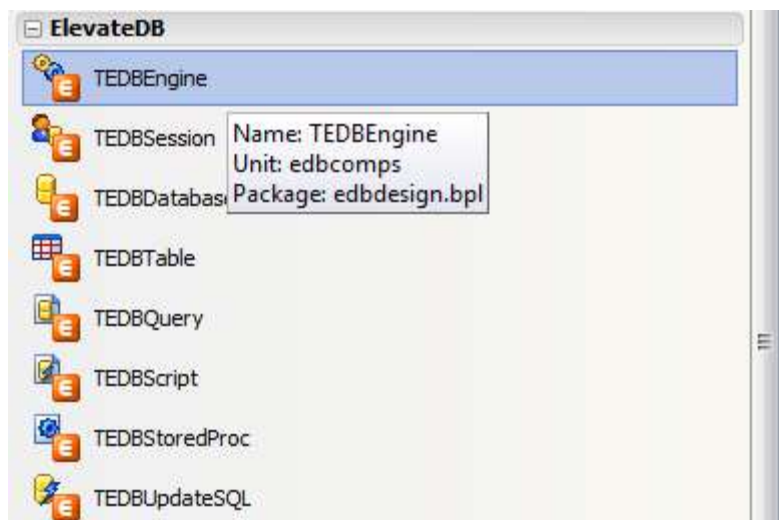 ElevateDB
TEDBEngine
TEDBSession
Name: TEDBEngine
Unit: edbcomps
Package: edbdesign.bpl
TEDBDatabas
TEDBTable
TEDBQuery
TEDBScript
TEDBStoredProc
TEDBUpdateSQL